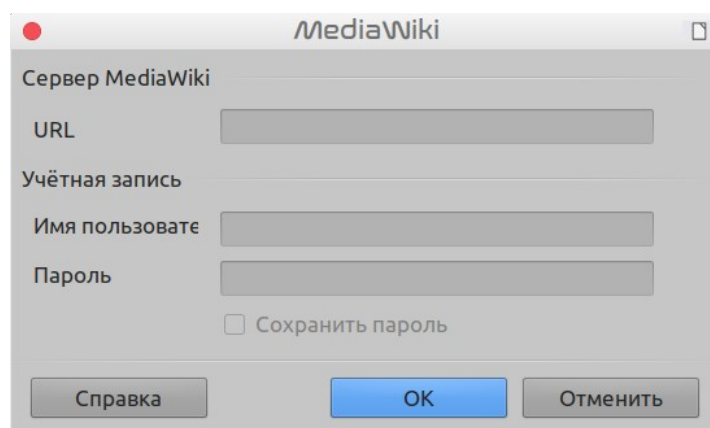 MediaWiki
Сервер MediaWiki
URL
Учётная запись
Имя пользовате
Пароль
Сохранить пароль
Справка OK Отменить